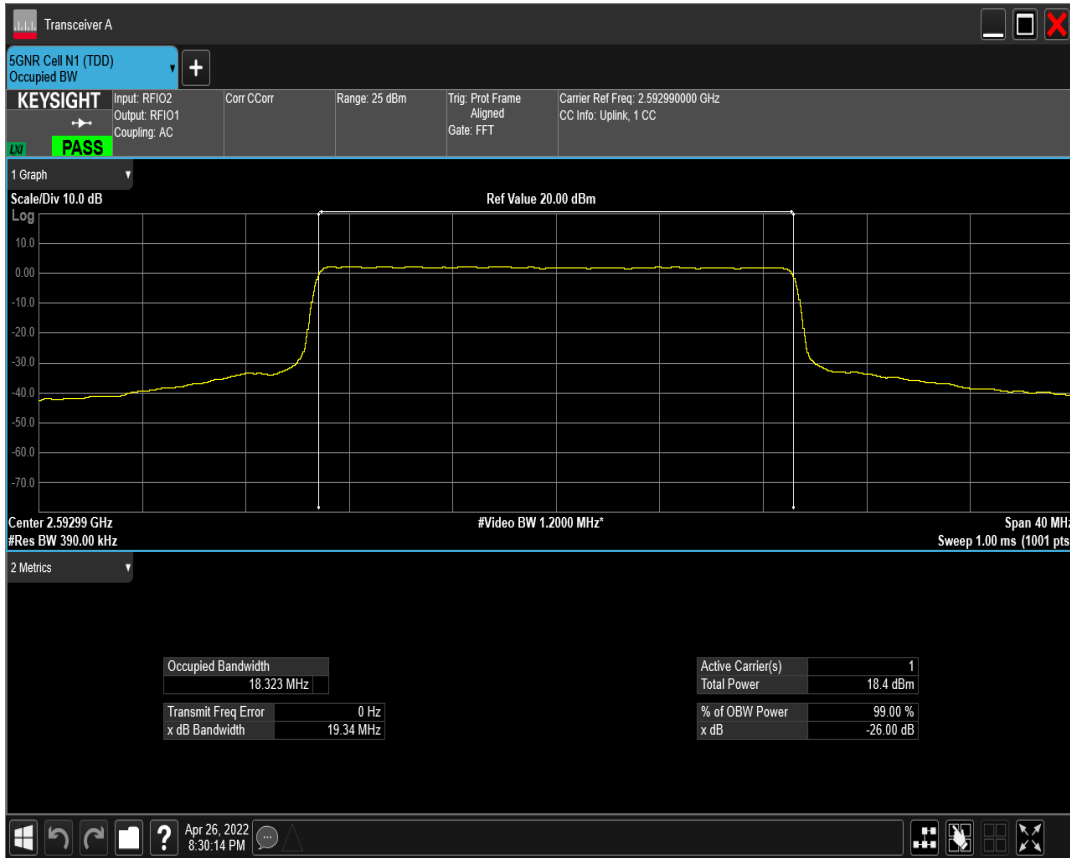 Transceiver A
5GNR Cell N1 (TDD)
Occupied BW
+
KEYSIGHT
LXI
PASS
Input: RFIO2
Output: RFIO1
Coupling: AC
Corr CCorr
Range: 25 dBm
Trig: Prot Frame
Aligned
Gate: FFT
Carrier Ref Freq: 2.592990000 GHz
CC Info: Uplink, 1 CC
1 Graph
Scale/Div 10.0 dB
Ref Value 20.00 dBm
Log
10.0
0.00
-10.0
-20.0
-30.0
-40.0
-50.0
-60.0
-70.0
Center 2.59299 GHz
#Video BW 1.2000 MHz*
Span 40 MHz
#Res BW 390.00 kHz
Sweep 1.00 ms (1001 pts
2 Metrics
Occupied Bandwidth
18.323 MHz
Transmit Freq Error 0 Hz
x dB Bandwidth 19.34 MHz
Active Carrier(s) 1
Total Power 18.4 dBm
% of OBW Power 99.00 %
x dB -26.00 dB
?
Apr 26, 2022
8:30:14 PM